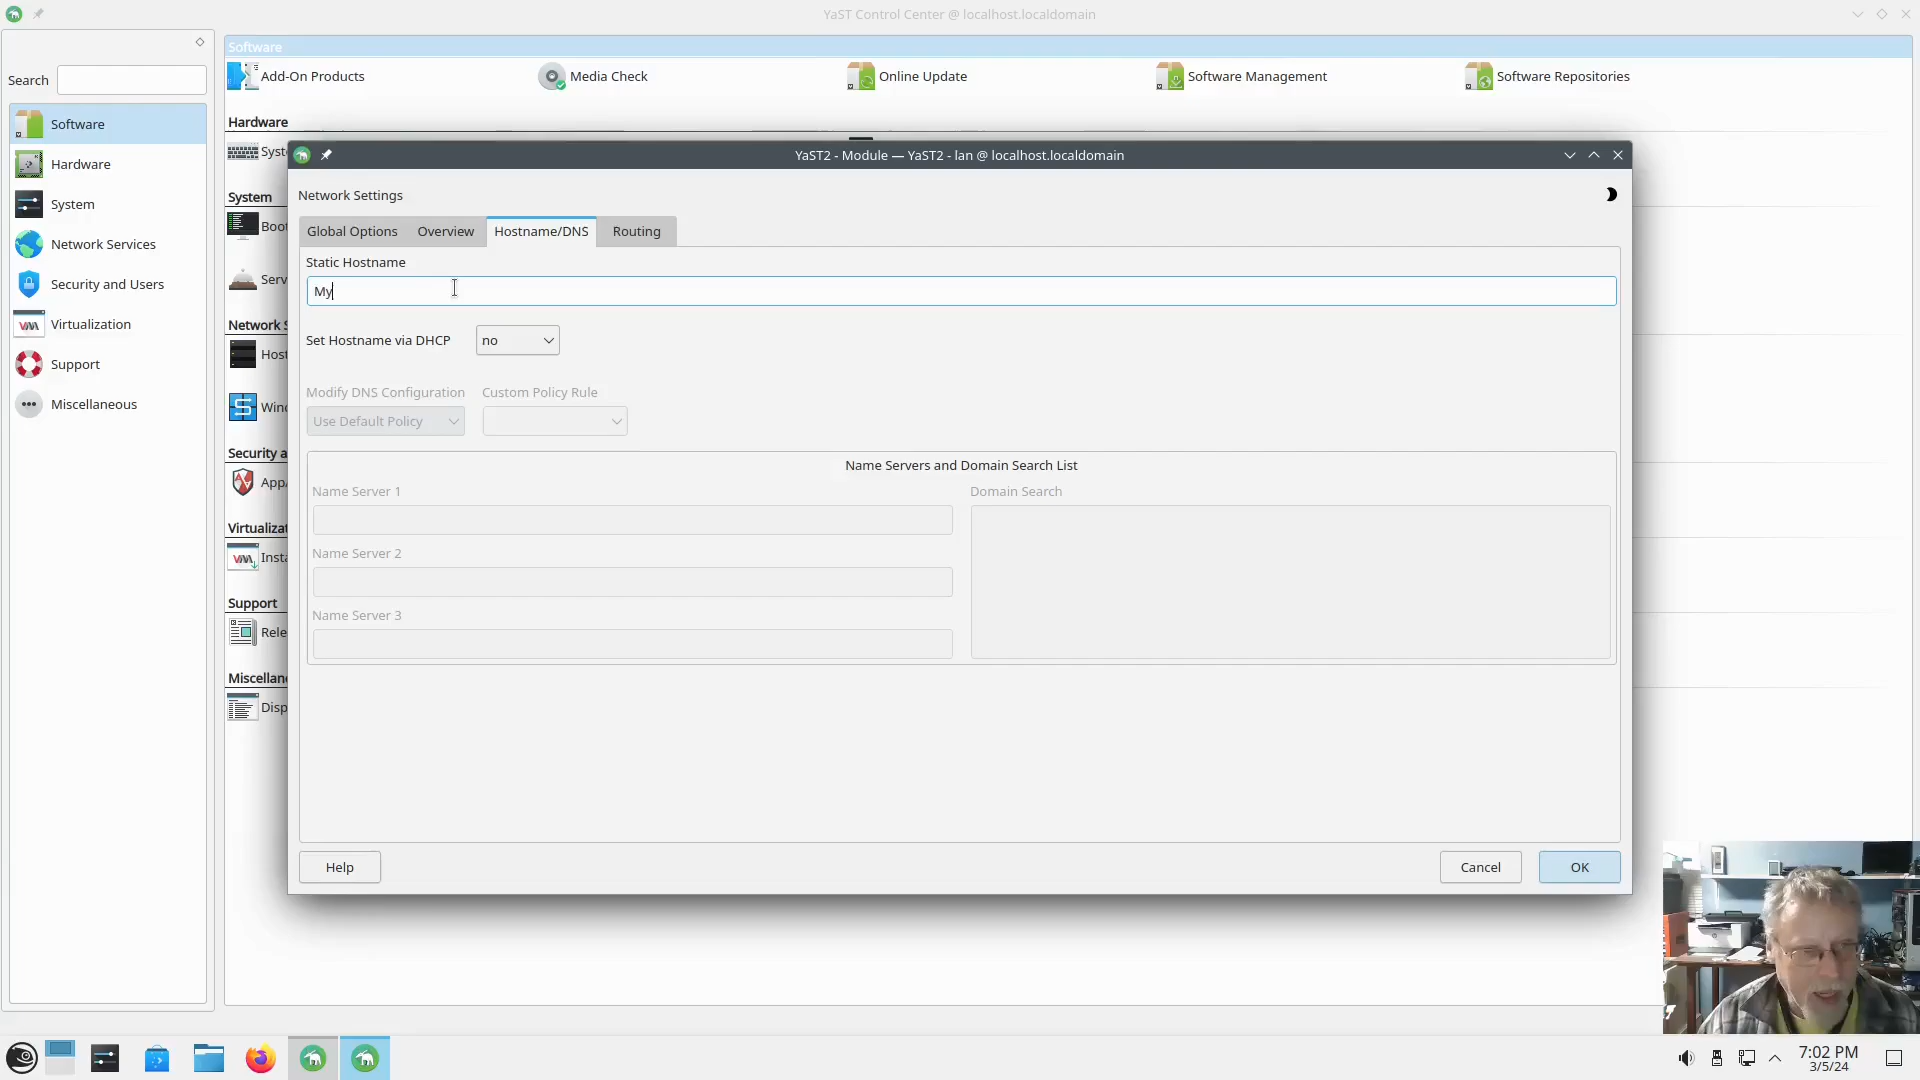 YaST Control Center @ localhost.localdomain
Search
Software
Hardware
System
Network Services
Security and Users
Virtualization
Support
Miscellaneous
Software
Add-On Products
Media Check
Online Update
Software Management
Software Repositories
Hardware
Syst
System
Boo
Serv
Network S
Host
Wind
Security a
App
Virtualizat
Insta
Support
Rele
Miscellane
Disp
YaST2 - Module — YaST2 - lan @ localhost.localdomain
Network Settings
Global Options
Overview
Hostname/DNS
Routing
Static Hostname
My
Set Hostname via DHCP
no
Modify DNS Configuration
Custom Policy Rule
Use Default Policy
Name Servers and Domain Search List
Name Server 1
Domain Search
Name Server 2
Name Server 3
Help
Cancel
OK
7:02 PM
3/5/24